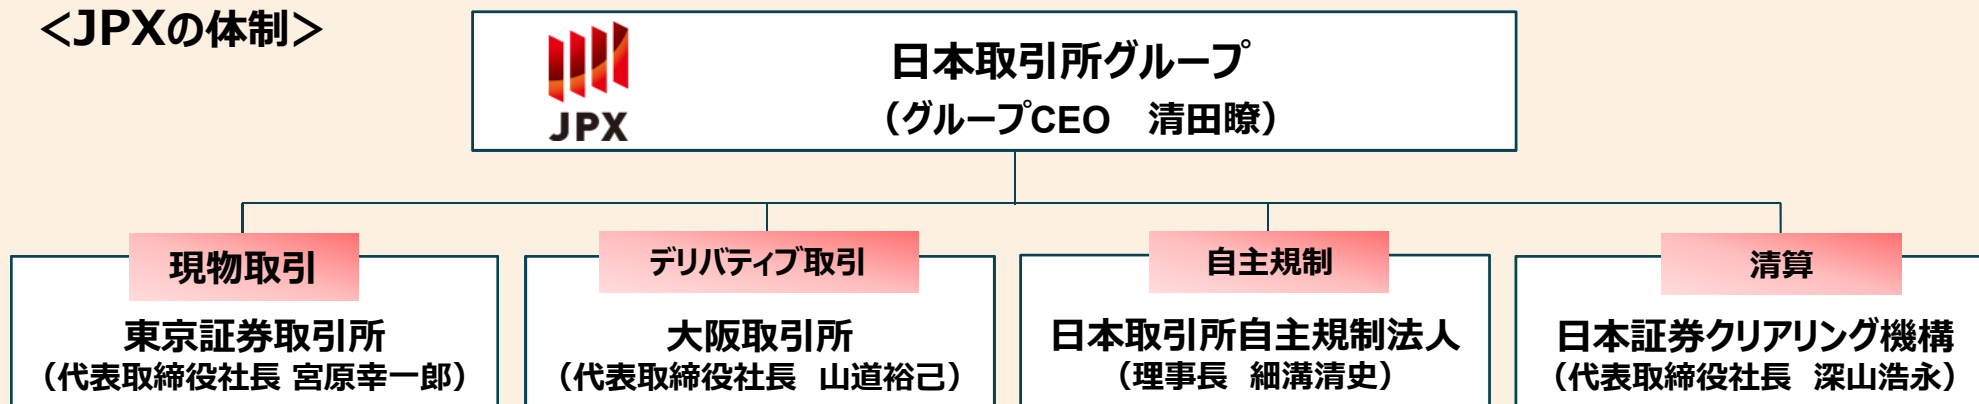 ＜JPXの体制＞
JPX
日本取引所グループ
（グループCEO　清田瞭）
現物取引
東京証券取引所
（代表取締役社長 宮原幸一郎）
デリバティブ取引
大阪取引所
（代表取締役社長　山道裕己）
自主規制
日本取引所自主規制法人
（理事長　細溝清史）
清算
日本証券クリアリング機構
（代表取締役社長　深山浩永）